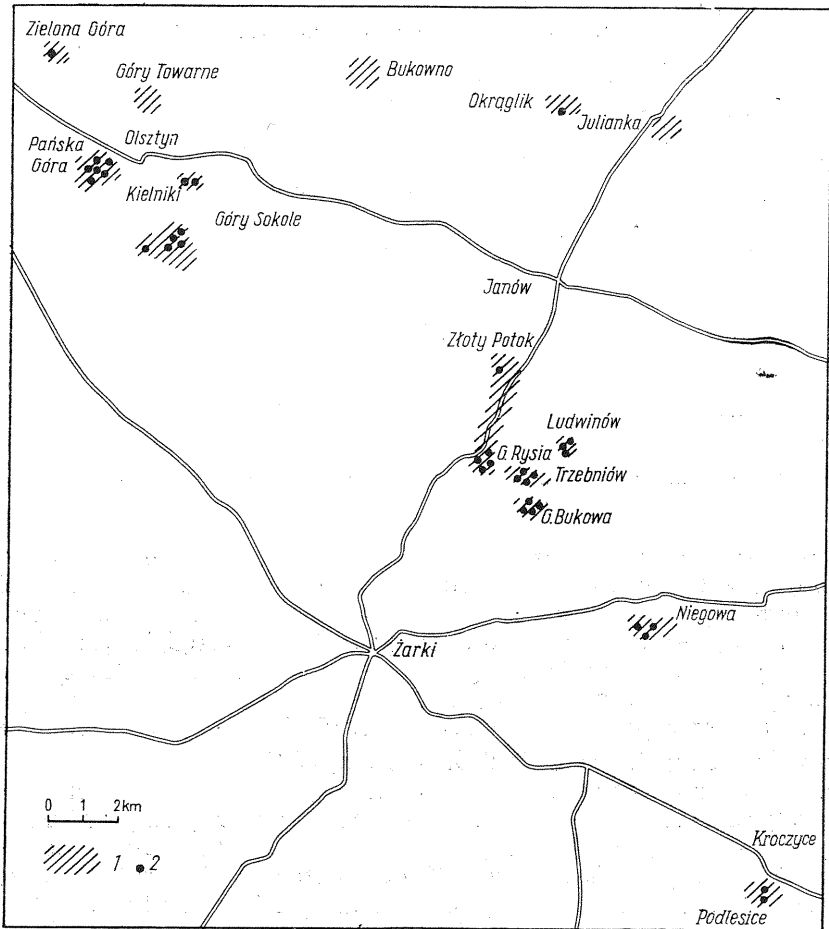 Zielona Góra
Góry Towarne
Bukowno
Okrąglik
Julianka
Olsztyn
Pańska
Góra
Kielniki
Góry Sokole
Janów
Złoty Potok
Ludwinów
G. Rysia
Trzebniów
G. Bukowa
Niegowa
Żarki
0 1 2km
1 2
Kroczyce
Podlesice